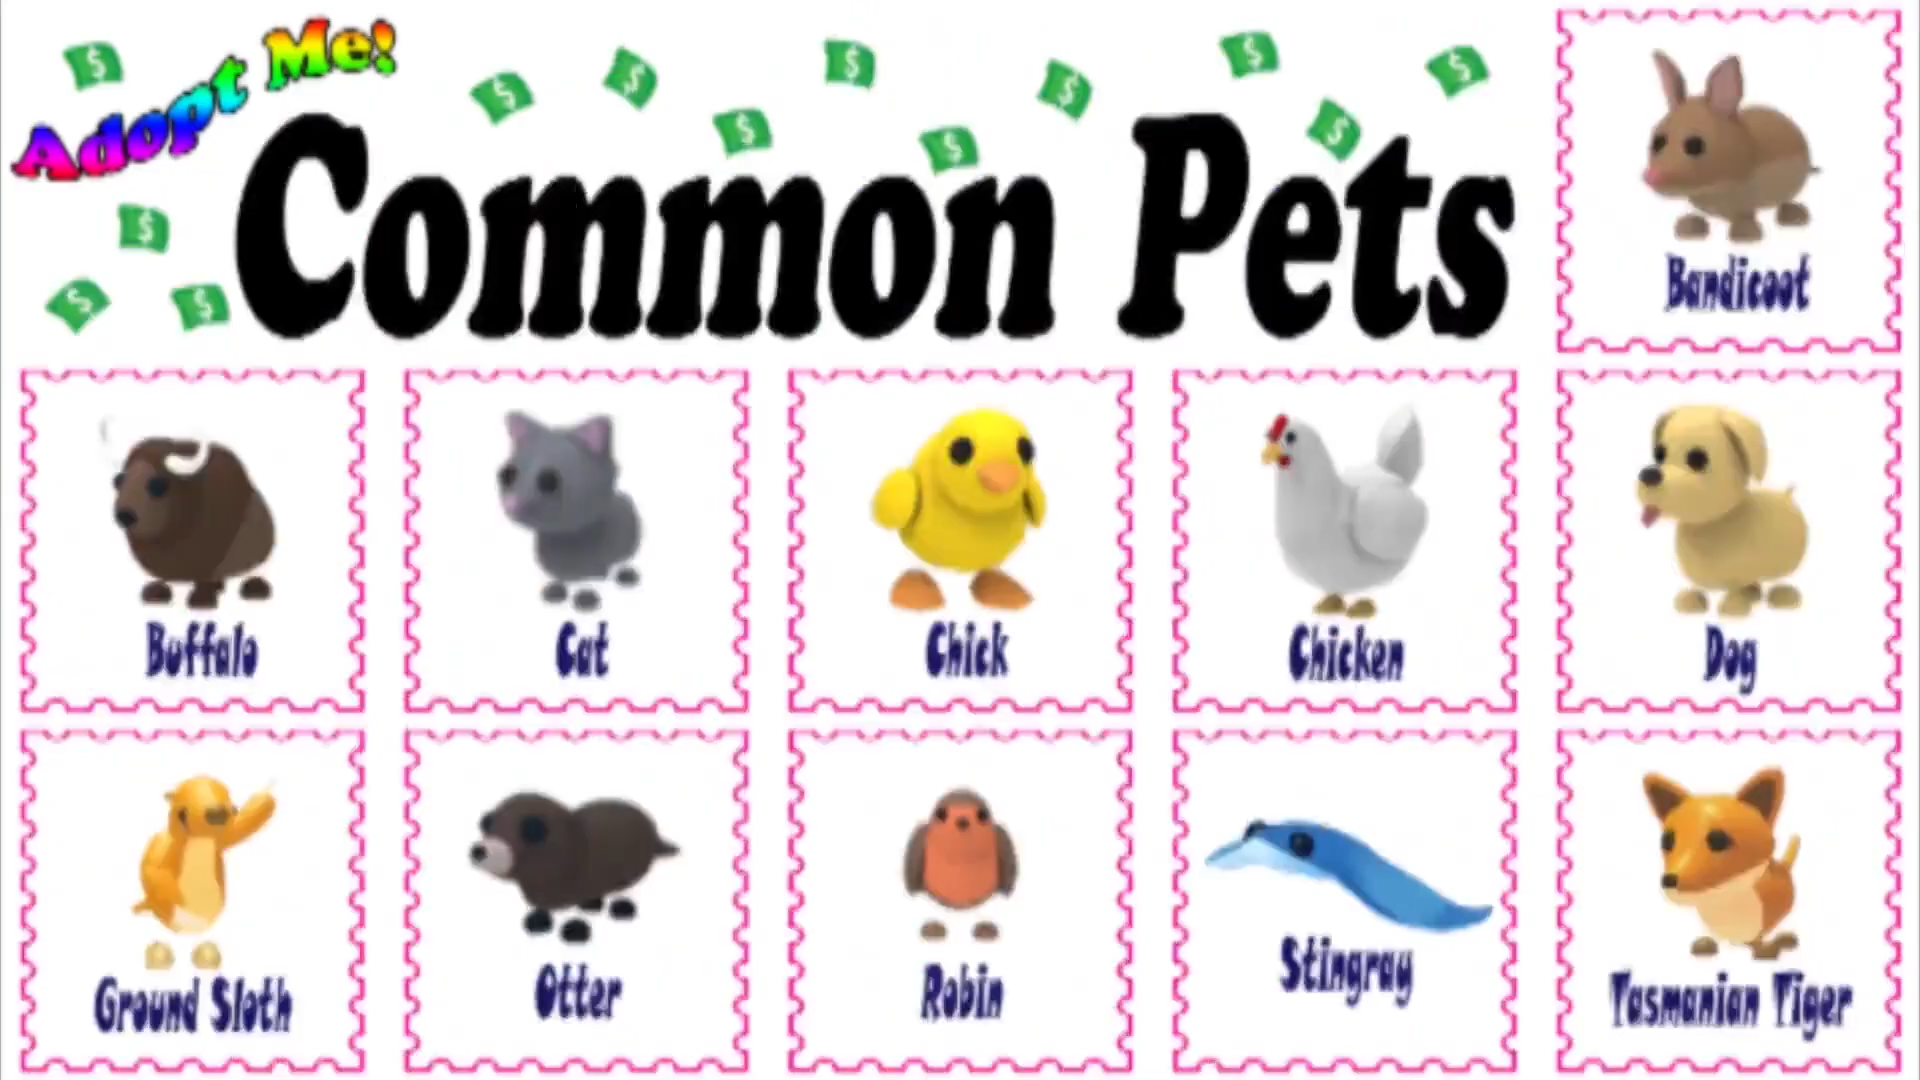 Adopt Me!
Common Pets
Bandicoot
Buffalo
Cat
Chick
Chicken
Dog
Ground Sloth
Otter
Robin
Stingray
Tasmanian Tiger